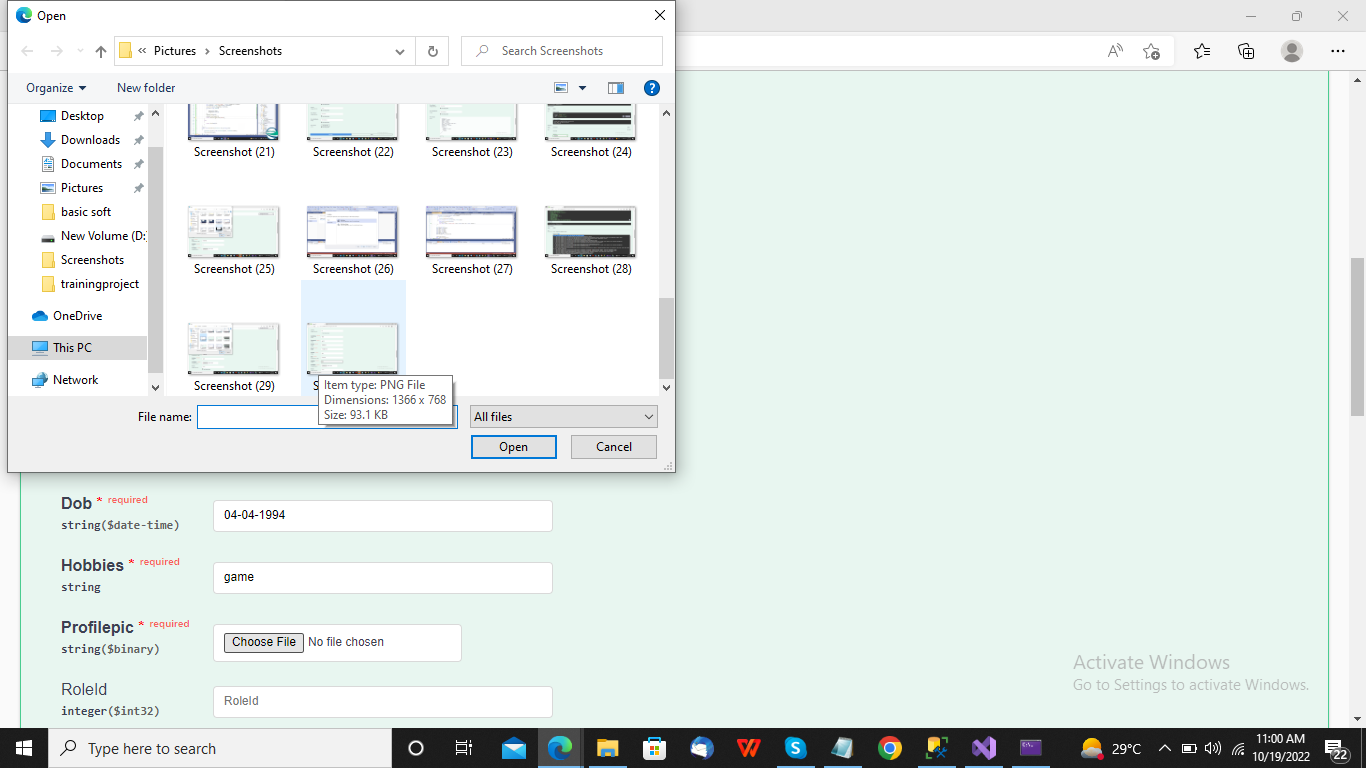 Open
Pictures
Screenshots
Search Screenshots
Organize
New folder
Desktop
Downloads
Documents
Pictures
basic soft
New Volume (D:
Screenshots
trainingproject
OneDrive
This PC
Network
Screenshot (21)
Screenshot (22)
Screenshot (23)
Screenshot (24)
Screenshot (25)
Screenshot (26)
Screenshot (27)
Screenshot (28)
Screenshot (29)
Item type: PNG File
Dimensions: 1366 x 768
Size: 93.1 KB
File name:
All files
Open
Cancel
Dob * required
string($date-time)
04-04-1994
Hobbies * required
string
game
Profilepic * required
string($binary)
Choose File No file chosen
RoleId
integer($int32)
RoleId
Activate Windows
Go to Settings to activate Windows.
Type here to search
29°C
11:00 AM
10/19/2022
22